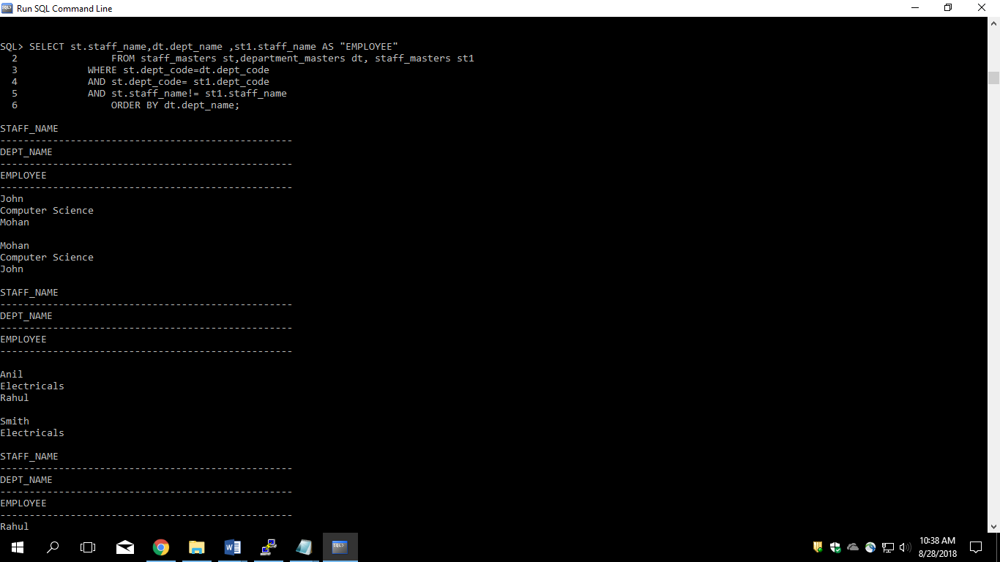 Run SQL Command Line
SQL> SELECT st.staff_name,dt.dept_name ,st1.staff_name AS "EMPLOYEE"
2 FROM staff_masters st,department_masters dt, staff_masters st1
3 WHERE st.dept_code=dt.dept_code
4 AND st.dept_code= st1.dept_code
5 AND st.staff_name!= st1.staff_name
6 ORDER BY dt.dept_name;
STAFF_NAME
--------------------------------------------------
DEPT_NAME
--------------------------------------------------
EMPLOYEE
--------------------------------------------------
John
Computer Science
Mohan
Mohan
Computer Science
John
STAFF_NAME
--------------------------------------------------
DEPT_NAME
--------------------------------------------------
EMPLOYEE
--------------------------------------------------
Anil
Electricals
Rahul
Smith
Electricals
STAFF_NAME
--------------------------------------------------
DEPT_NAME
--------------------------------------------------
EMPLOYEE
--------------------------------------------------
Rahul
10:38 AM
8/28/2018